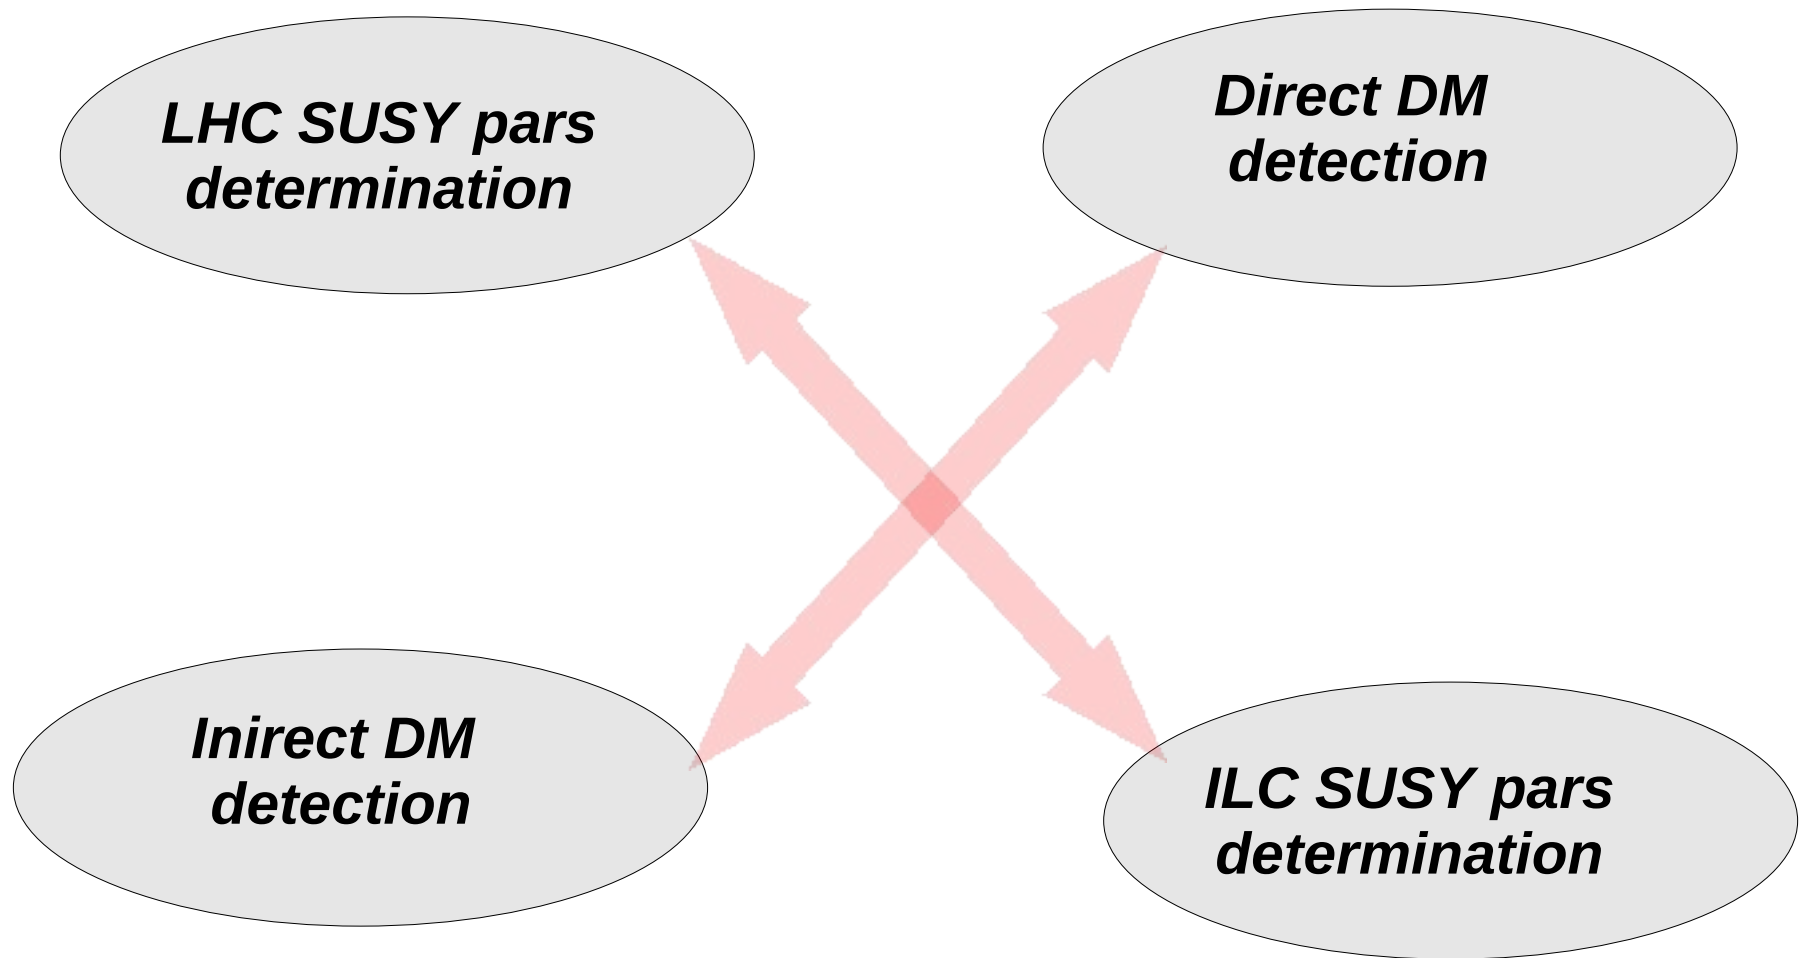 LHC SUSY pars
determination
Direct DM
detection
Inirect DM
detection
ILC SUSY pars
determination